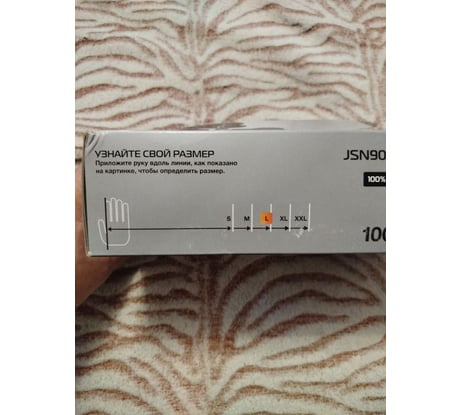 УЗНАЙТЕ СВОЙ РАЗМЕР
Приложите руку вдоль линии, как показано
на картинке, чтобы определить размер.
S M L XL XXL
JSN90
100%
100